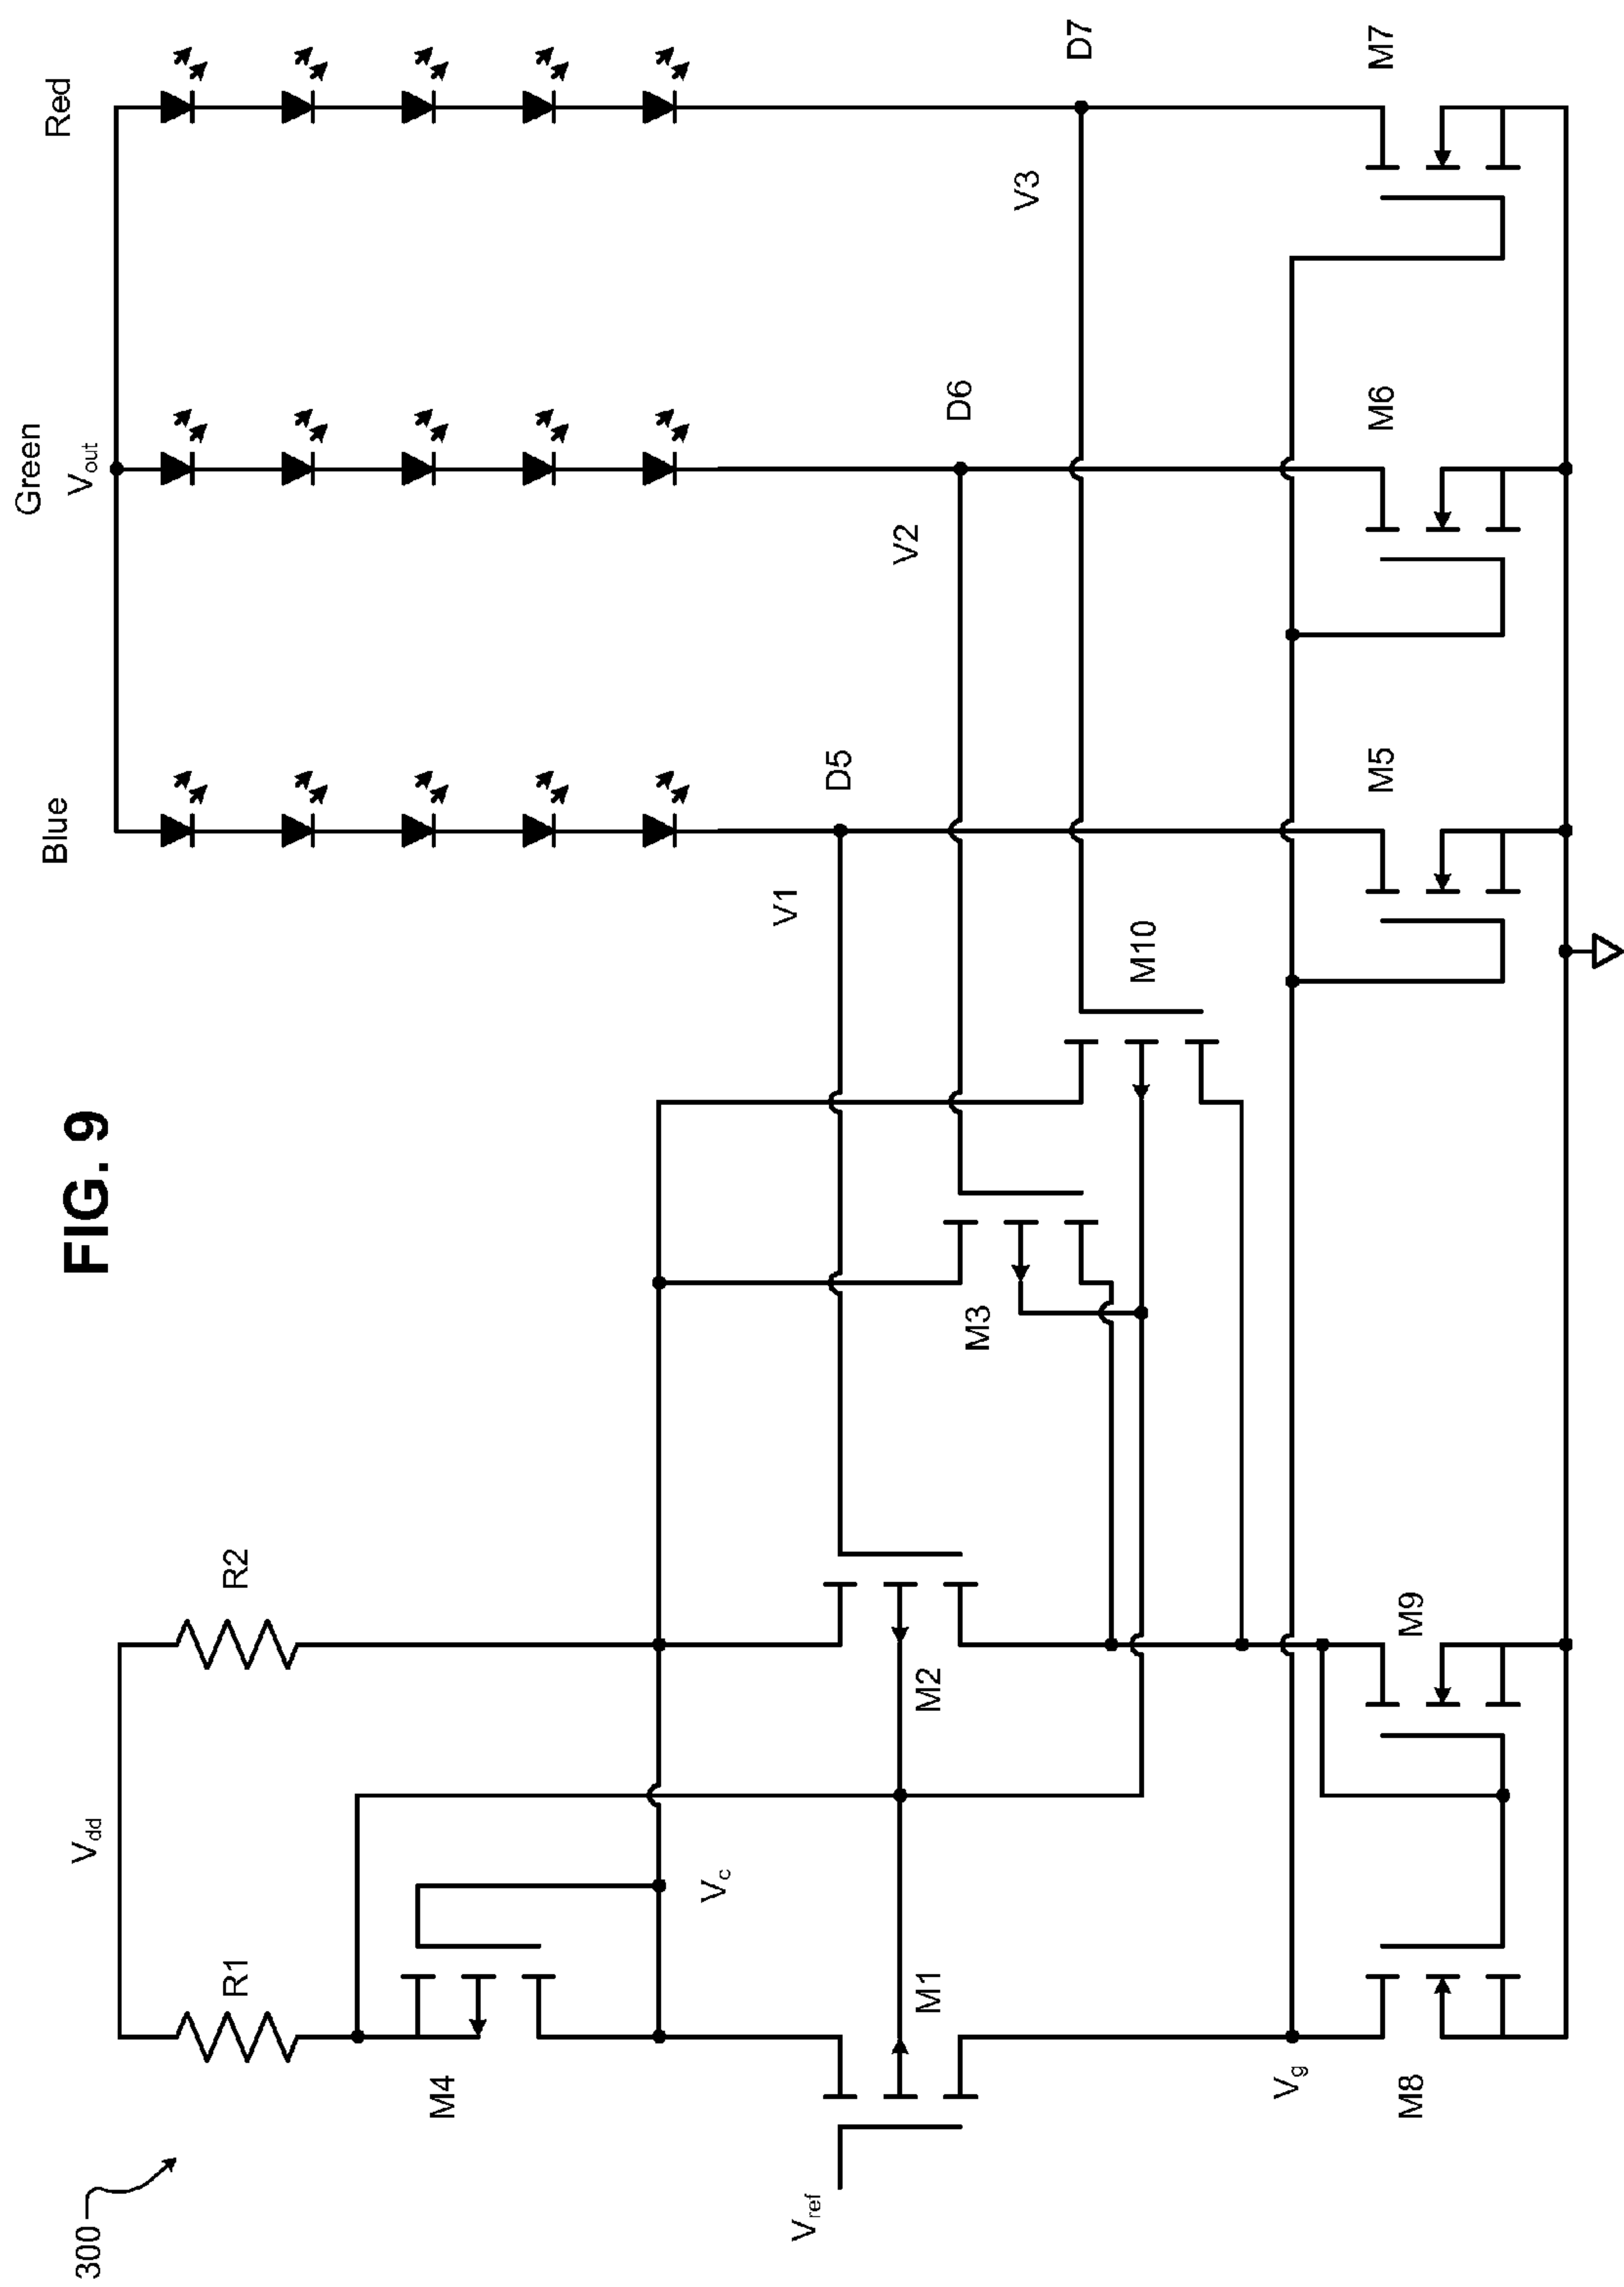 FIG. 9
300
Blue
Green
Red
Vdd
Vout
R1
R2
M4
Vc
Vref
M1
M2
M3
M10
V1
D5
V2
D6
V3
D7
Vg
M8
M9
M5
M6
M7